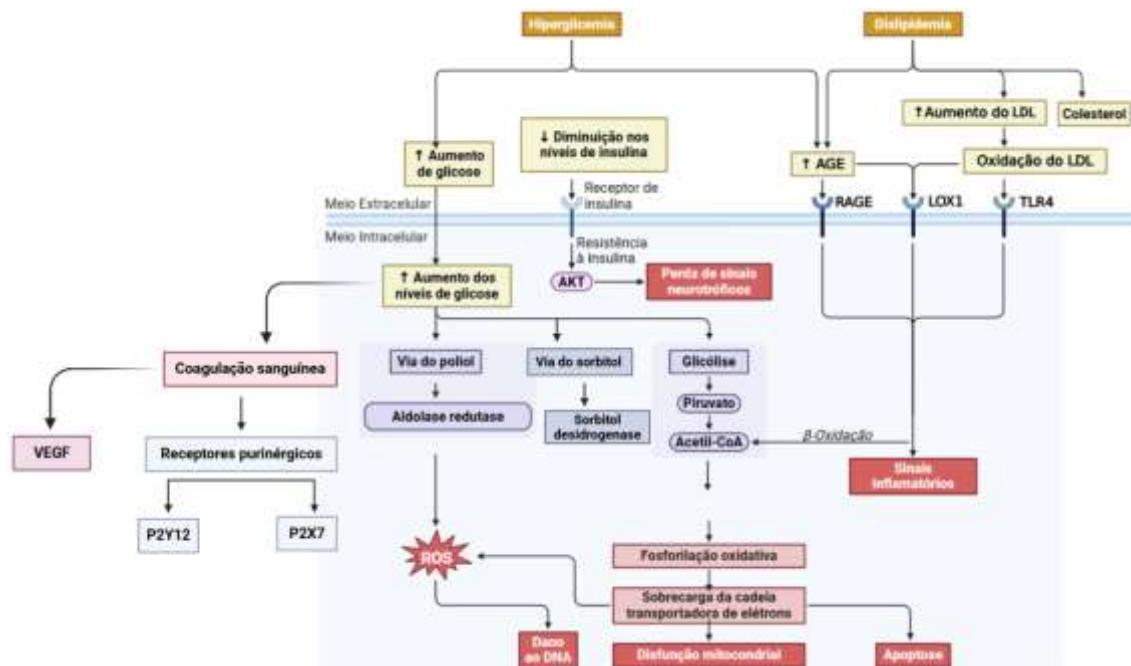 Hiperglicemia
Dislipidemia
↑Aumento do LDL
Colesterol
↓ Diminuição nos
níveis de insulina
↑ Aumento
de glicose
↑ AGE
Oxidação do LDL
Receptor de
insulina
RAGE
LOX1
TLR4
Meio Extracelular
Meio Intracelular
Resistência
à insulina
AKT
Perda de sinais
neurotróficos
↑ Aumento dos
níveis de glicose
Coagulação sanguínea
Via do poliol
Via do sorbitol
Glicólise
Aldolase redutase
Sorbitol
desidrogenase
Piruvato
Acetil-CoA
β-Oxidação
VEGF
Receptores purinérgicos
Sinais
inflamatórios
P2Y12
P2X7
ROS
Fosforilação oxidativa
Sobrecarga da cadeia
transportadora de elétrons
Dano
ao DNA
Disfunção mitocondrial
Apoptose